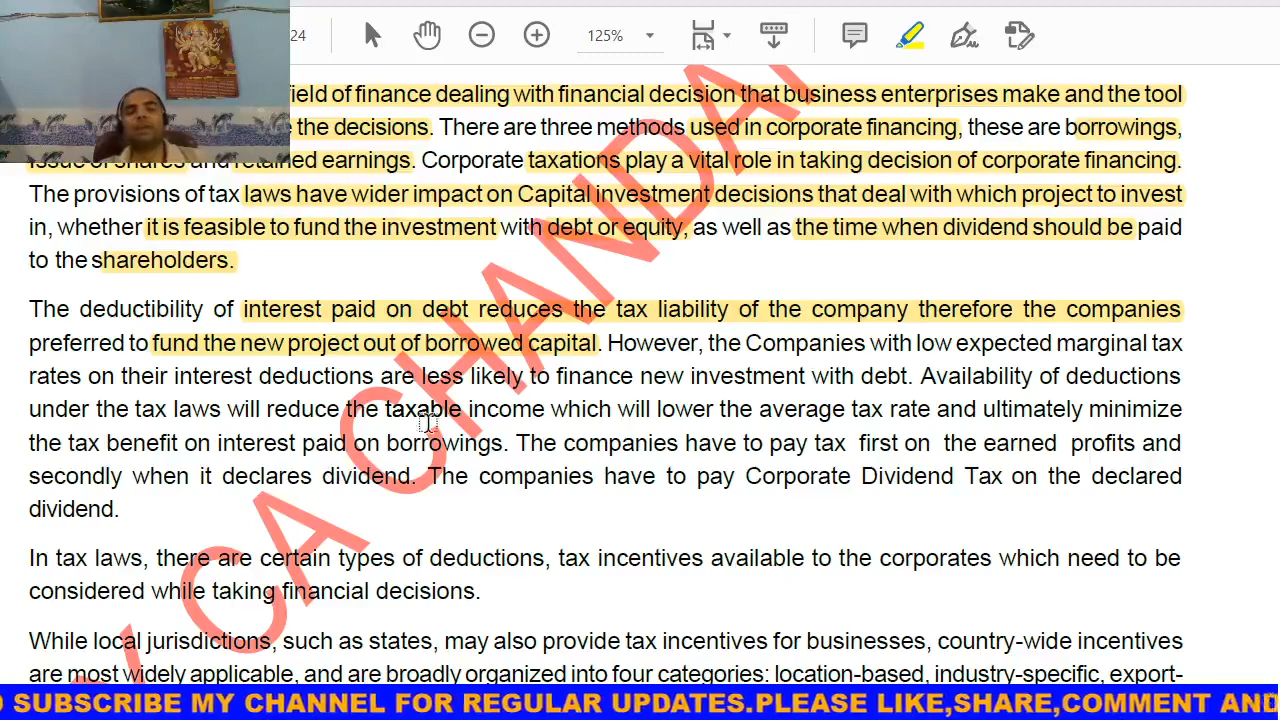 24
125%
ield of finance dealing with financial decision that business enterprises make and the tool
the decisions. There are three methods used in corporate financing, these are borrowings,
issue of shares and retained earnings. Corporate taxations play a vital role in taking decision of corporate financing.
The provisions of tax laws have wider impact on Capital investment decisions that deal with which project to invest
in, whether it is feasible to fund the investment with debt or equity, as well as the time when dividend should be paid
to the shareholders.
The deductibility of interest paid on debt reduces the tax liability of the company therefore the companies
preferred to fund the new project out of borrowed capital. However, the Companies with low expected marginal tax
rates on their interest deductions are less likely to finance new investment with debt. Availability of deductions
under the tax laws will reduce the taxable income which will lower the average tax rate and ultimately minimize
the tax benefit on interest paid on borrowings. The companies have to pay tax first on the earned profits and
secondly when it declares dividend. The companies have to pay Corporate Dividend Tax on the declared
dividend.
In tax laws, there are certain types of deductions, tax incentives available to the corporates which need to be
considered while taking financial decisions.
While local jurisdictions, such as states, may also provide tax incentives for businesses, country-wide incentives
are most widely applicable, and are broadly organized into four categories: location-based, industry-specific, export-
Y CA CHANDAN
SUBSCRIBE MY CHANNEL FOR REGULAR UPDATES.PLEASE LIKE,SHARE,COMMENT AND